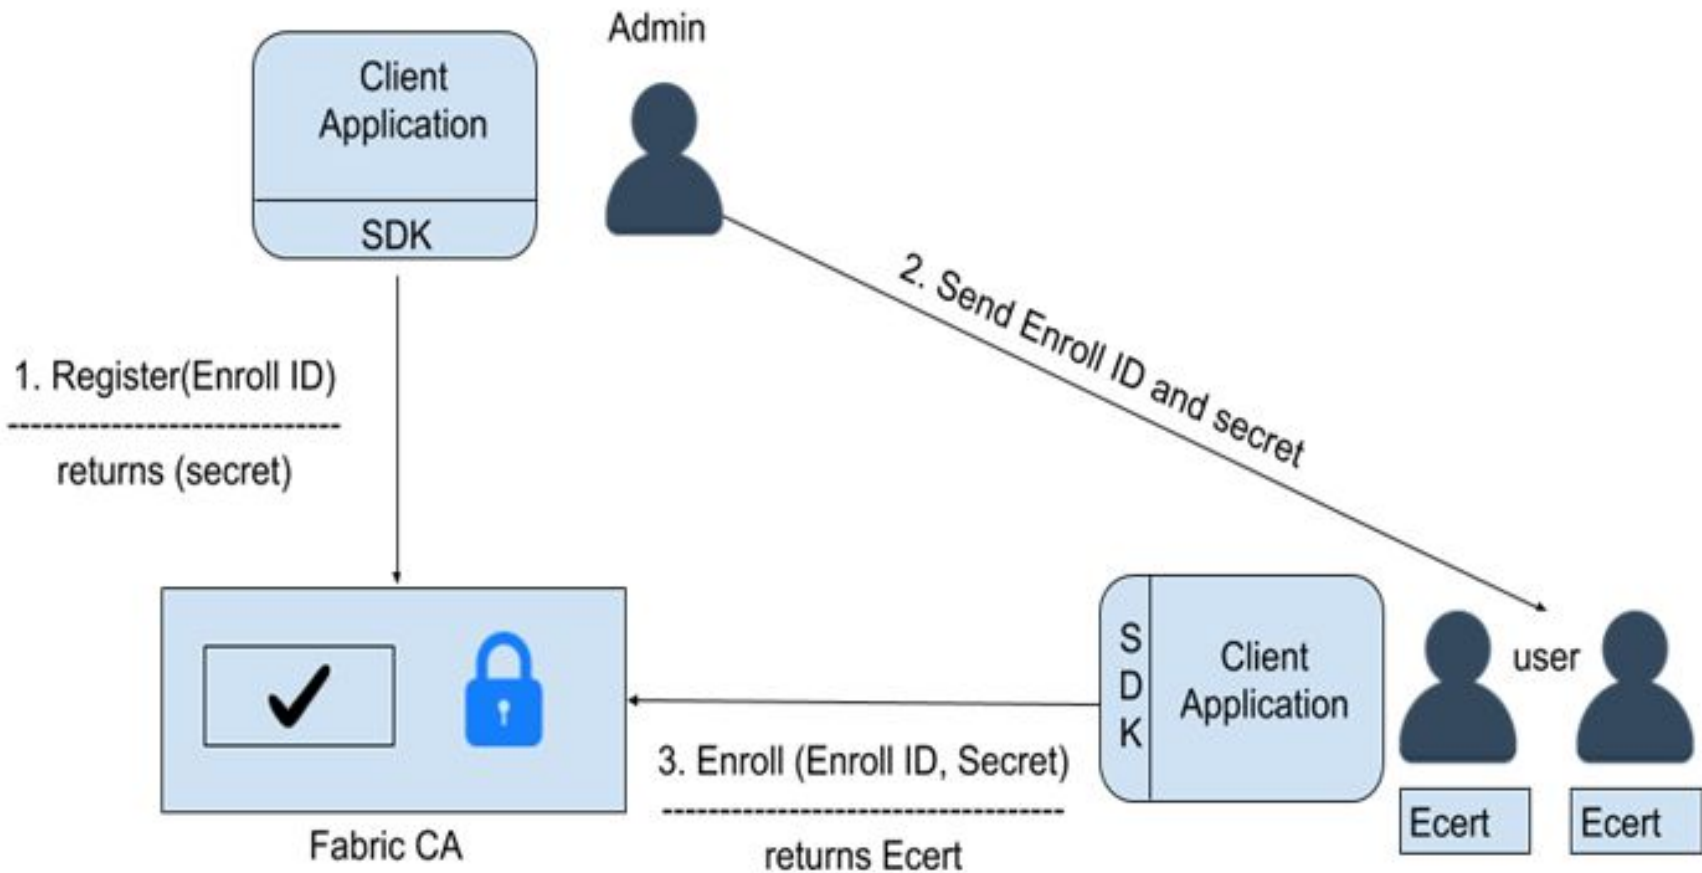 Admin
Client
Application
SDK
2. Send Enroll ID and secret
1. Register(Enroll ID)
-----------------------------
returns (secret)
S
D
K
Client
Application
user
3. Enroll (Enroll ID, Secret)
-----------------------------------
returns Ecert
Fabric CA
Ecert
Ecert